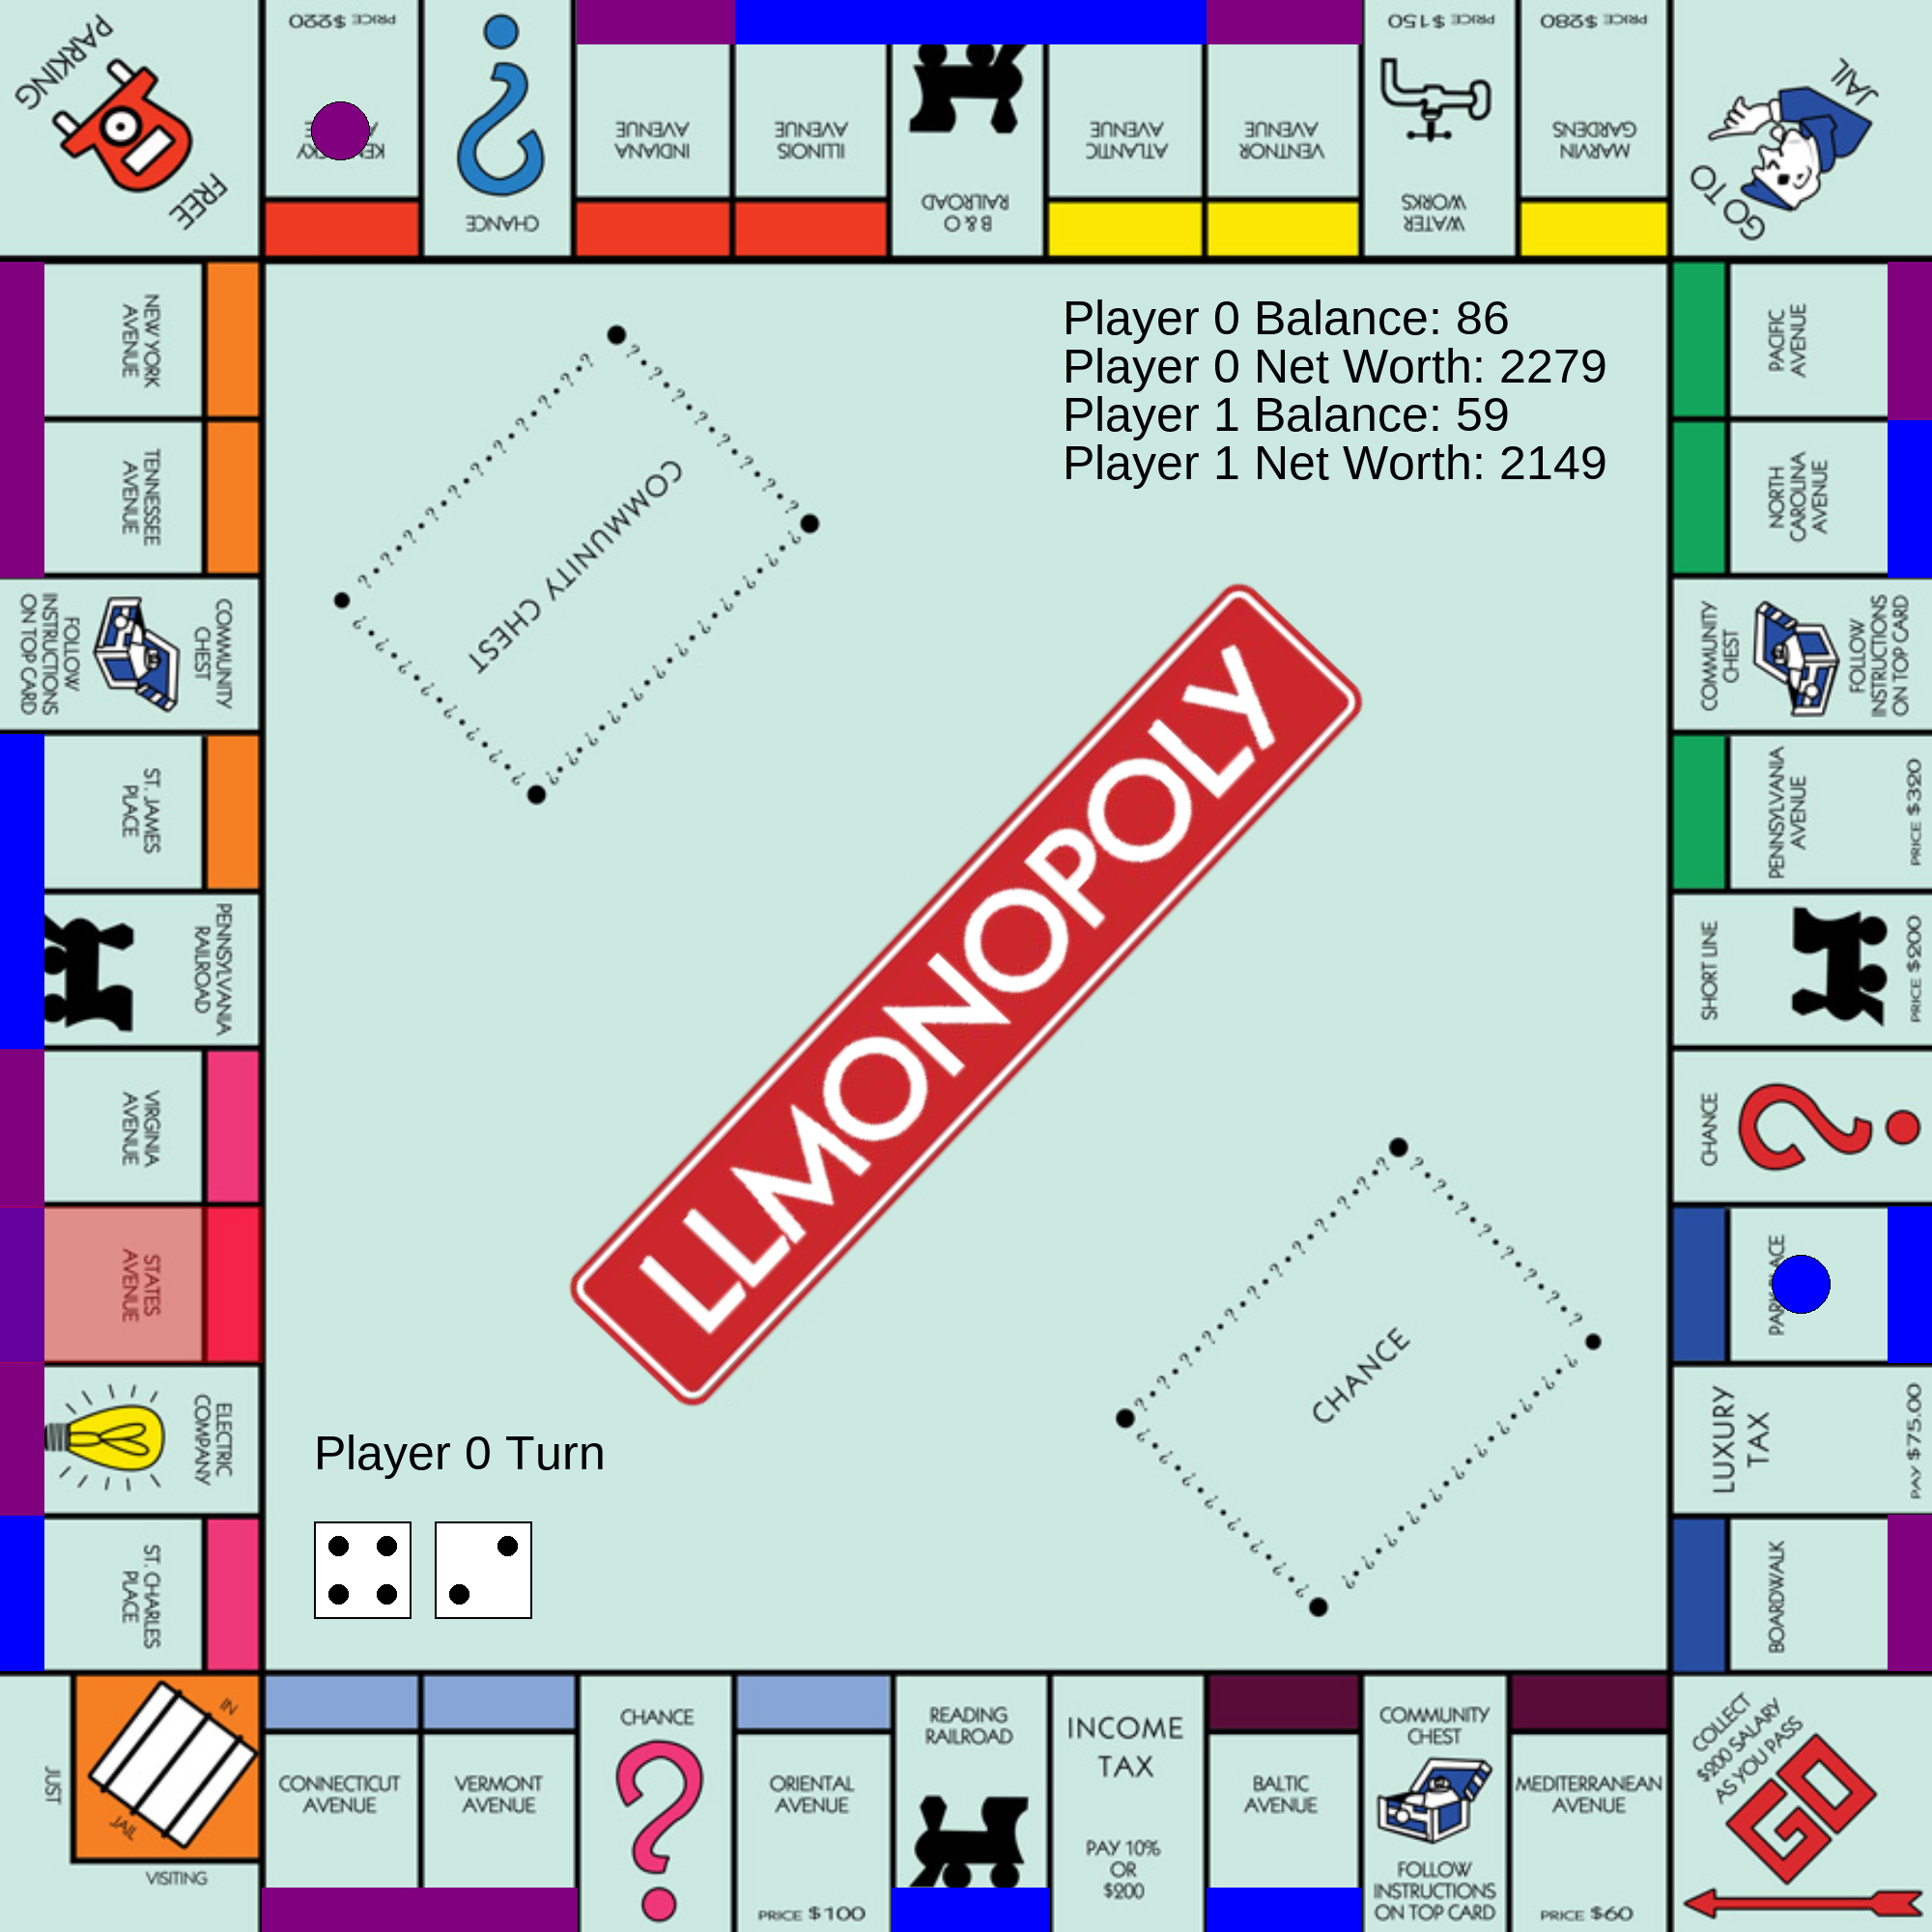 FREE
PARKING
PRICE $220
CHANCE
INDIANA
AVENUE
ILLINOIS
AVENUE
B & O
RAILROAD
ATLANTIC
AVENUE
VENTNOR
AVENUE
PRICE $150
WATER
WORKS
PRICE $280
MARVIN
GARDENS
GO TO
JAIL
NEW YORK
AVENUE
TENNESSEE
AVENUE
COMMUNITY
CHEST
FOLLOW
INSTRUCTIONS
ON TOP CARD
ST. JAMES
PLACE
PENNSYLVANIA
RAILROAD
VIRGINIA
AVENUE
STATES
AVENUE
ELECTRIC
COMPANY
ST. CHARLES
PLACE
Player 0 Balance: 86
Player 0 Net Worth: 2279
Player 1 Balance: 59
Player 1 Net Worth: 2149
COMMUNITY CHEST
LLMONOPOLY
CHANCE
Player 0 Turn
PACIFIC
AVENUE
NORTH
CAROLINA
AVENUE
COMMUNITY
CHEST
FOLLOW
INSTRUCTIONS
ON TOP CARD
PENNSYLVANIA
AVENUE
PRICE $320
SHORT LINE
PRICE $200
CHANCE
LUXURY
TAX
PAY $75.00
BOARDWALK
JUST
VISITING
IN
JAIL
CONNECTICUT
AVENUE
VERMONT
AVENUE
CHANCE
ORIENTAL
AVENUE
PRICE $100
READING
RAILROAD
INCOME
TAX
PAY 10%
OR
$200
BALTIC
AVENUE
COMMUNITY
CHEST
FOLLOW
INSTRUCTIONS
ON TOP CARD
MEDITERRANEAN
AVENUE
PRICE $60
COLLECT
$200 SALARY
AS YOU PASS
GO